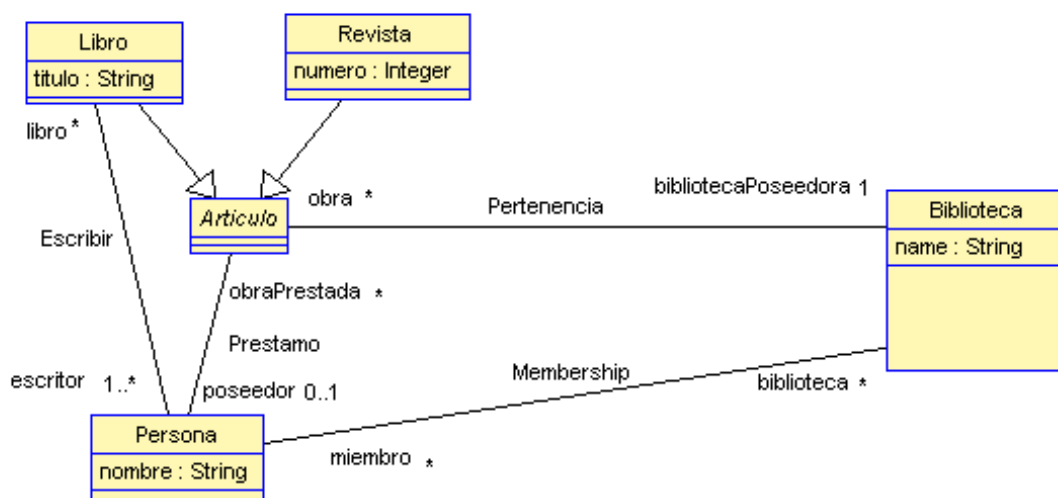 Libro
titulo : String
Revista
numero : Integer
libro *
Articulo
obra *
Pertenencia
bibliotecaPoseedora 1
Biblioteca
name : String
Escribir
obraPrestada *
Prestamo
escritor 1..*
poseedor 0..1
Membership
biblioteca *
Persona
nombre : String
miembro *